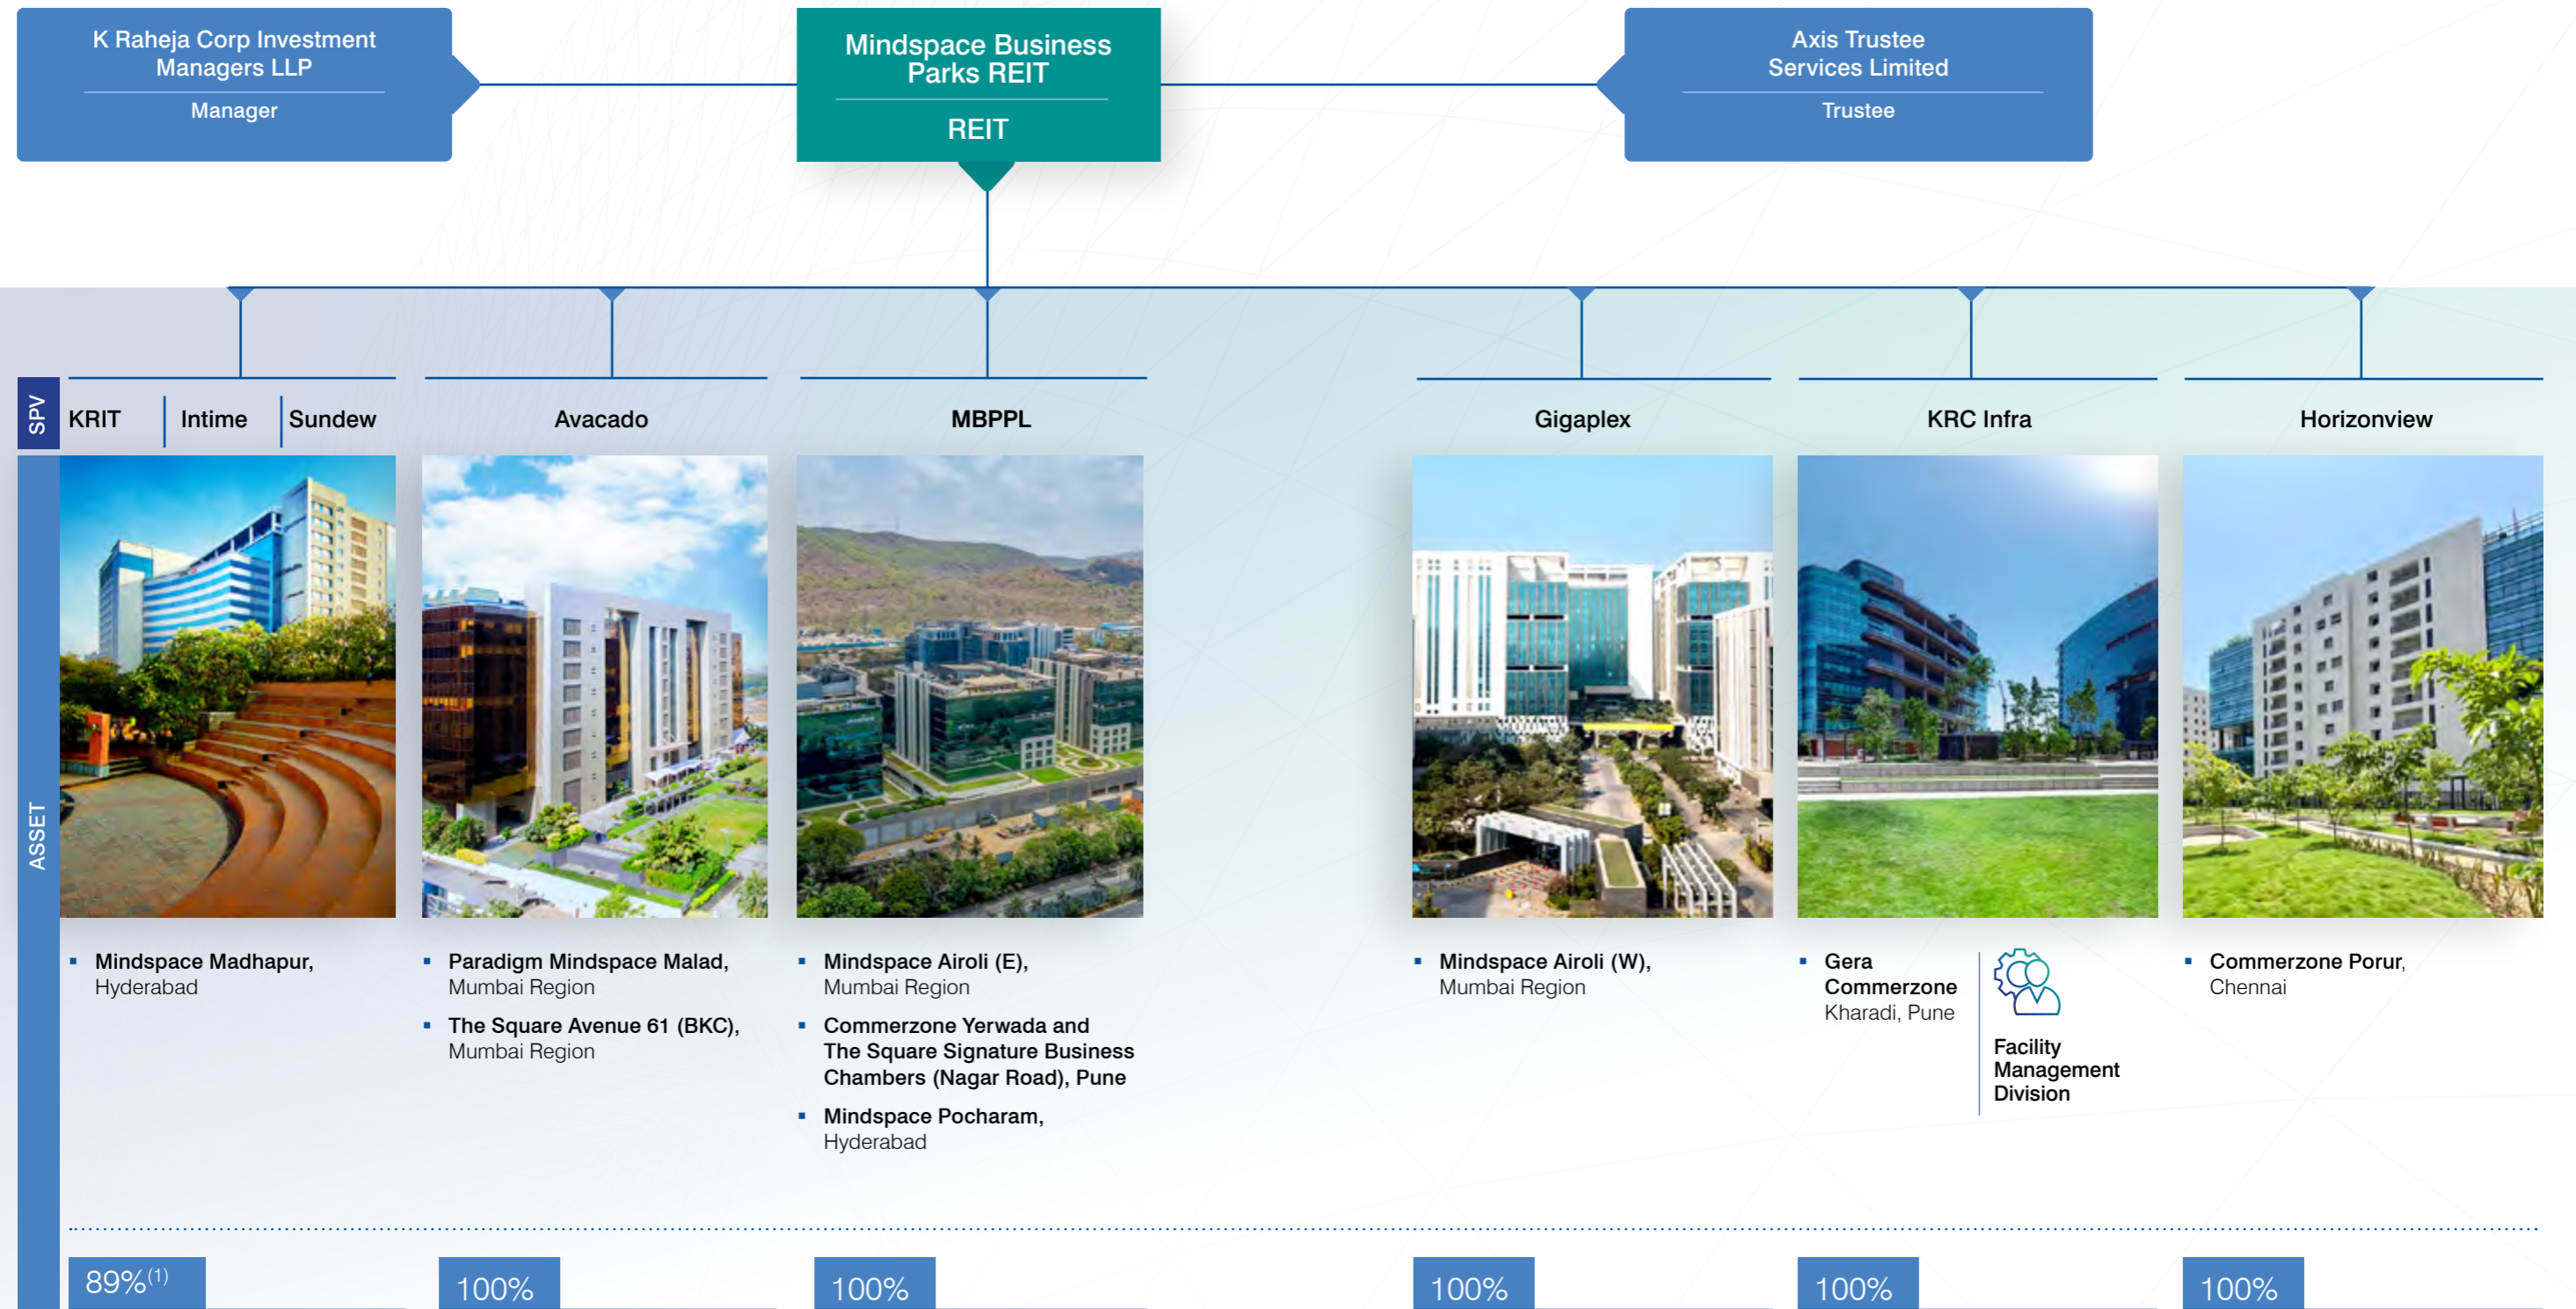 K Raheja Corp Investment
Managers LLP
Manager
Mindspace Business
Parks REIT
REIT
Axis Trustee
Services Limited
Trustee
SPV
KRIT
Intime
Sundew
Avacado
MBPPL
Gigaplex
KRC Infra
Horizonview
ASSET
▪ Mindspace Madhapur,
Hyderabad
▪ Paradigm Mindspace Malad,
Mumbai Region
▪ The Square Avenue 61 (BKC),
Mumbai Region
▪ Mindspace Airoli (E),
Mumbai Region
▪ Commerzone Yerwada and
The Square Signature Business
Chambers (Nagar Road), Pune
▪ Mindspace Pocharam,
Hyderabad
▪ Mindspace Airoli (W),
Mumbai Region
▪ Gera
Commerzone
Kharadi, Pune
Facility
Management
Division
▪ Commerzone Porur,
Chennai
89%(1)
100%
100%
100%
100%
100%